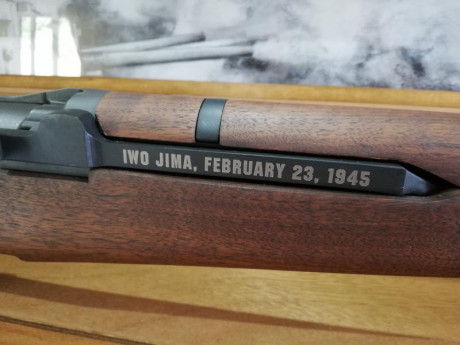 IWO JIMA, FEBRUARY 23, 1945